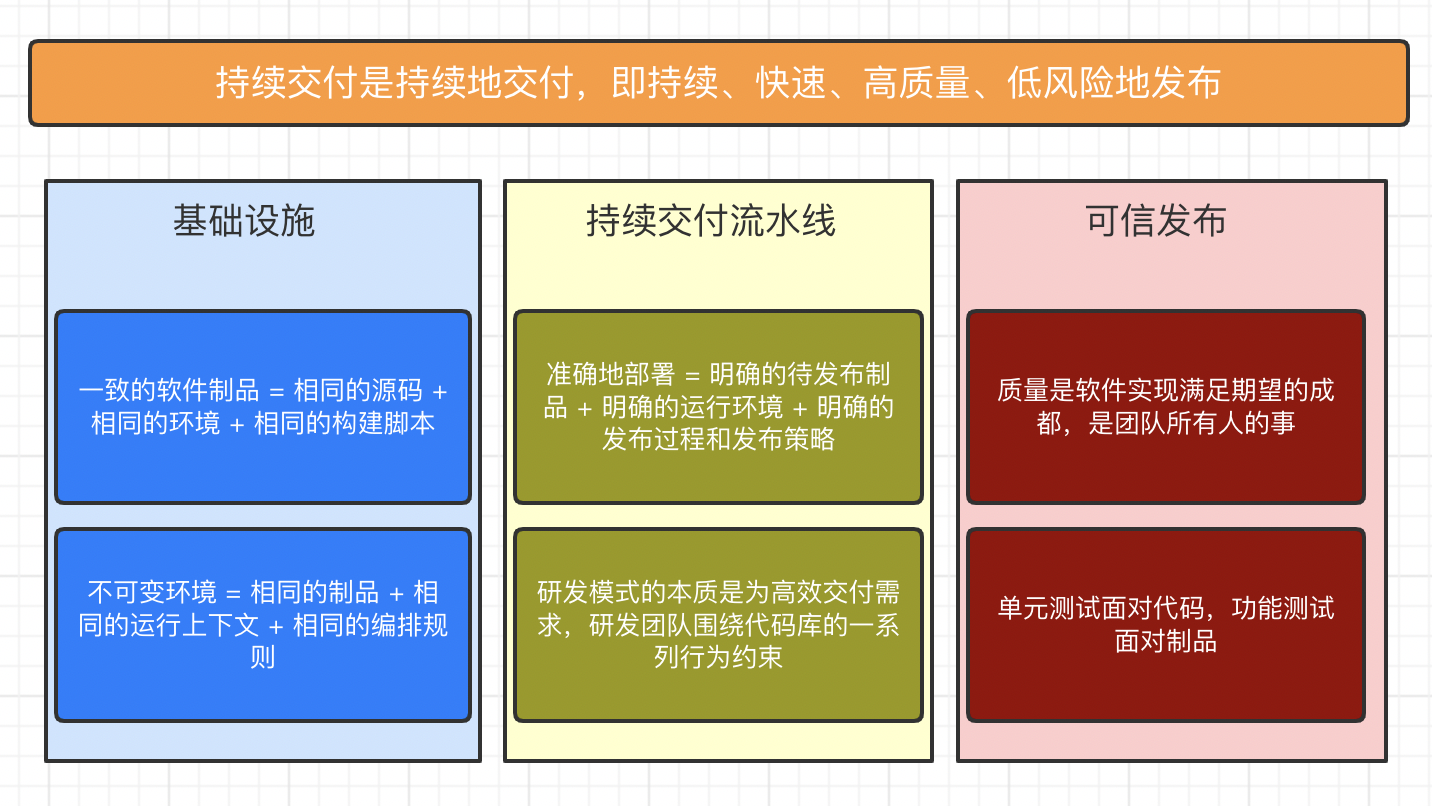 持续交付是持续地交付，即持续、快速、高质量、低风险地发布
基础设施
一致的软件制品 = 相同的源码 +
相同的环境 + 相同的构建脚本
不可变环境 = 相同的制品 + 相
同的运行上下文 + 相同的编排规
则
持续交付流水线
准确地部署 = 明确的待发布制
品 + 明确的运行环境 + 明确的
发布过程和发布策略
研发模式的本质是为高效交付需
求，研发团队围绕代码库的一系
列行为约束
可信发布
质量是软件实现满足期望的成
都，是团队所有人的事
单元测试面对代码，功能测试
面对制品